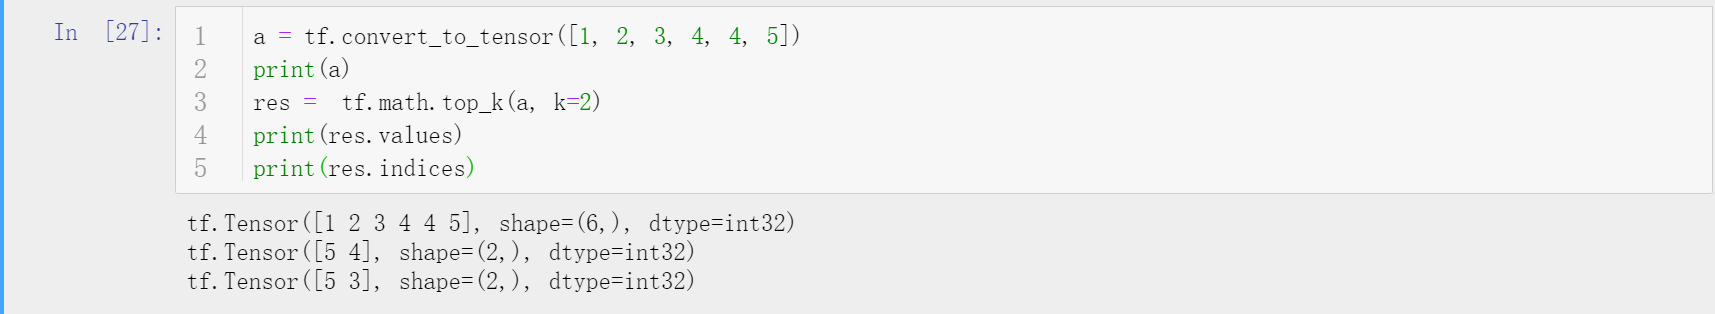 In [27]:
1 a = tf.convert_to_tensor([1, 2, 3, 4, 4, 5])
2 print(a)
3 res =  tf.math.top_k(a, k=2)
4 print(res.values)
5 print(res.indices)
tf.Tensor([1 2 3 4 4 5], shape=(6,), dtype=int32)
tf.Tensor([5 4], shape=(2,), dtype=int32)
tf.Tensor([5 3], shape=(2,), dtype=int32)